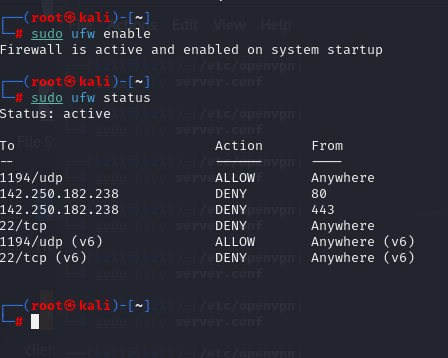 ┌──(root㉿kali)-[~]
└─# sudo ufw enable
Firewall is active and enabled on system startup
┌──(root㉿kali)-[~]
└─# sudo ufw status
Status: active
To                         Action      From
--                         ------      ----
1194/udp                   ALLOW       Anywhere
142.250.182.238            DENY        80
142.250.182.238            DENY        443
22/tcp                     DENY        Anywhere
1194/udp (v6)              ALLOW       Anywhere (v6)
22/tcp (v6)                DENY        Anywhere (v6)
┌──(root㉿kali)-[~]
└─#